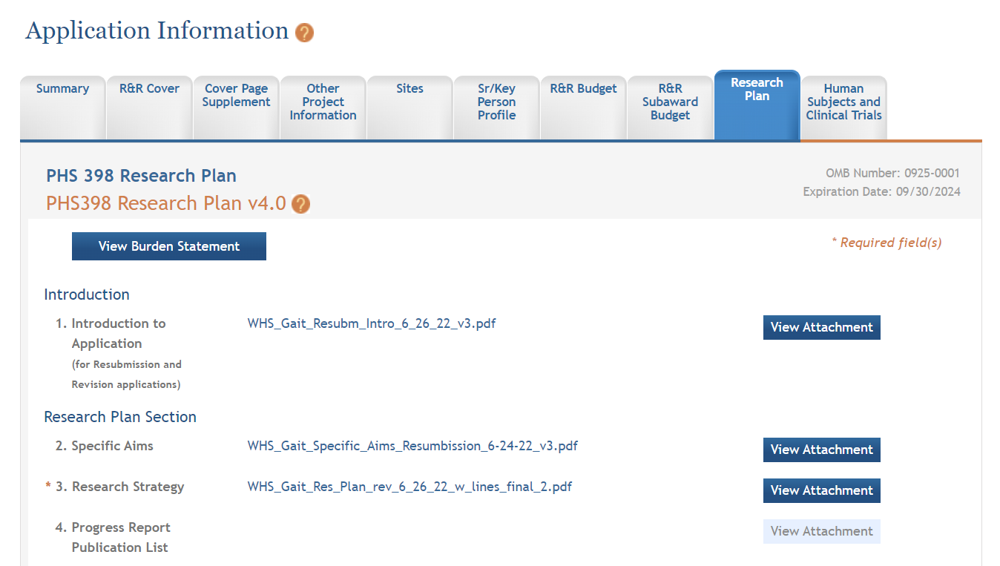 Application Information ?
Summary
R&R Cover
Cover Page
Supplement
Other
Project
Information
Sites
Sr/Key
Person
Profile
R&R Budget
R&R
Subaward
Budget
Research
Plan
Human
Subjects and
Clinical Trials
PHS 398 Research Plan
PHS398 Research Plan v4.0 ?
OMB Number: 0925-0001
Expiration Date: 09/30/2024
View Burden Statement
* Required field(s)
Introduction
1. Introduction to
Application
(for Resubmission and
Revision applications)
WHS_Gait_Resubm_Intro_6_26_22_v3.pdf
View Attachment
Research Plan Section
2. Specific Aims
WHS_Gait_Specific_Aims_Resumbission_6-24-22_v3.pdf
View Attachment
* 3. Research Strategy
WHS_Gait_Res_Plan_rev_6_26_22_w_lines_final_2.pdf
View Attachment
4. Progress Report
Publication List
View Attachment